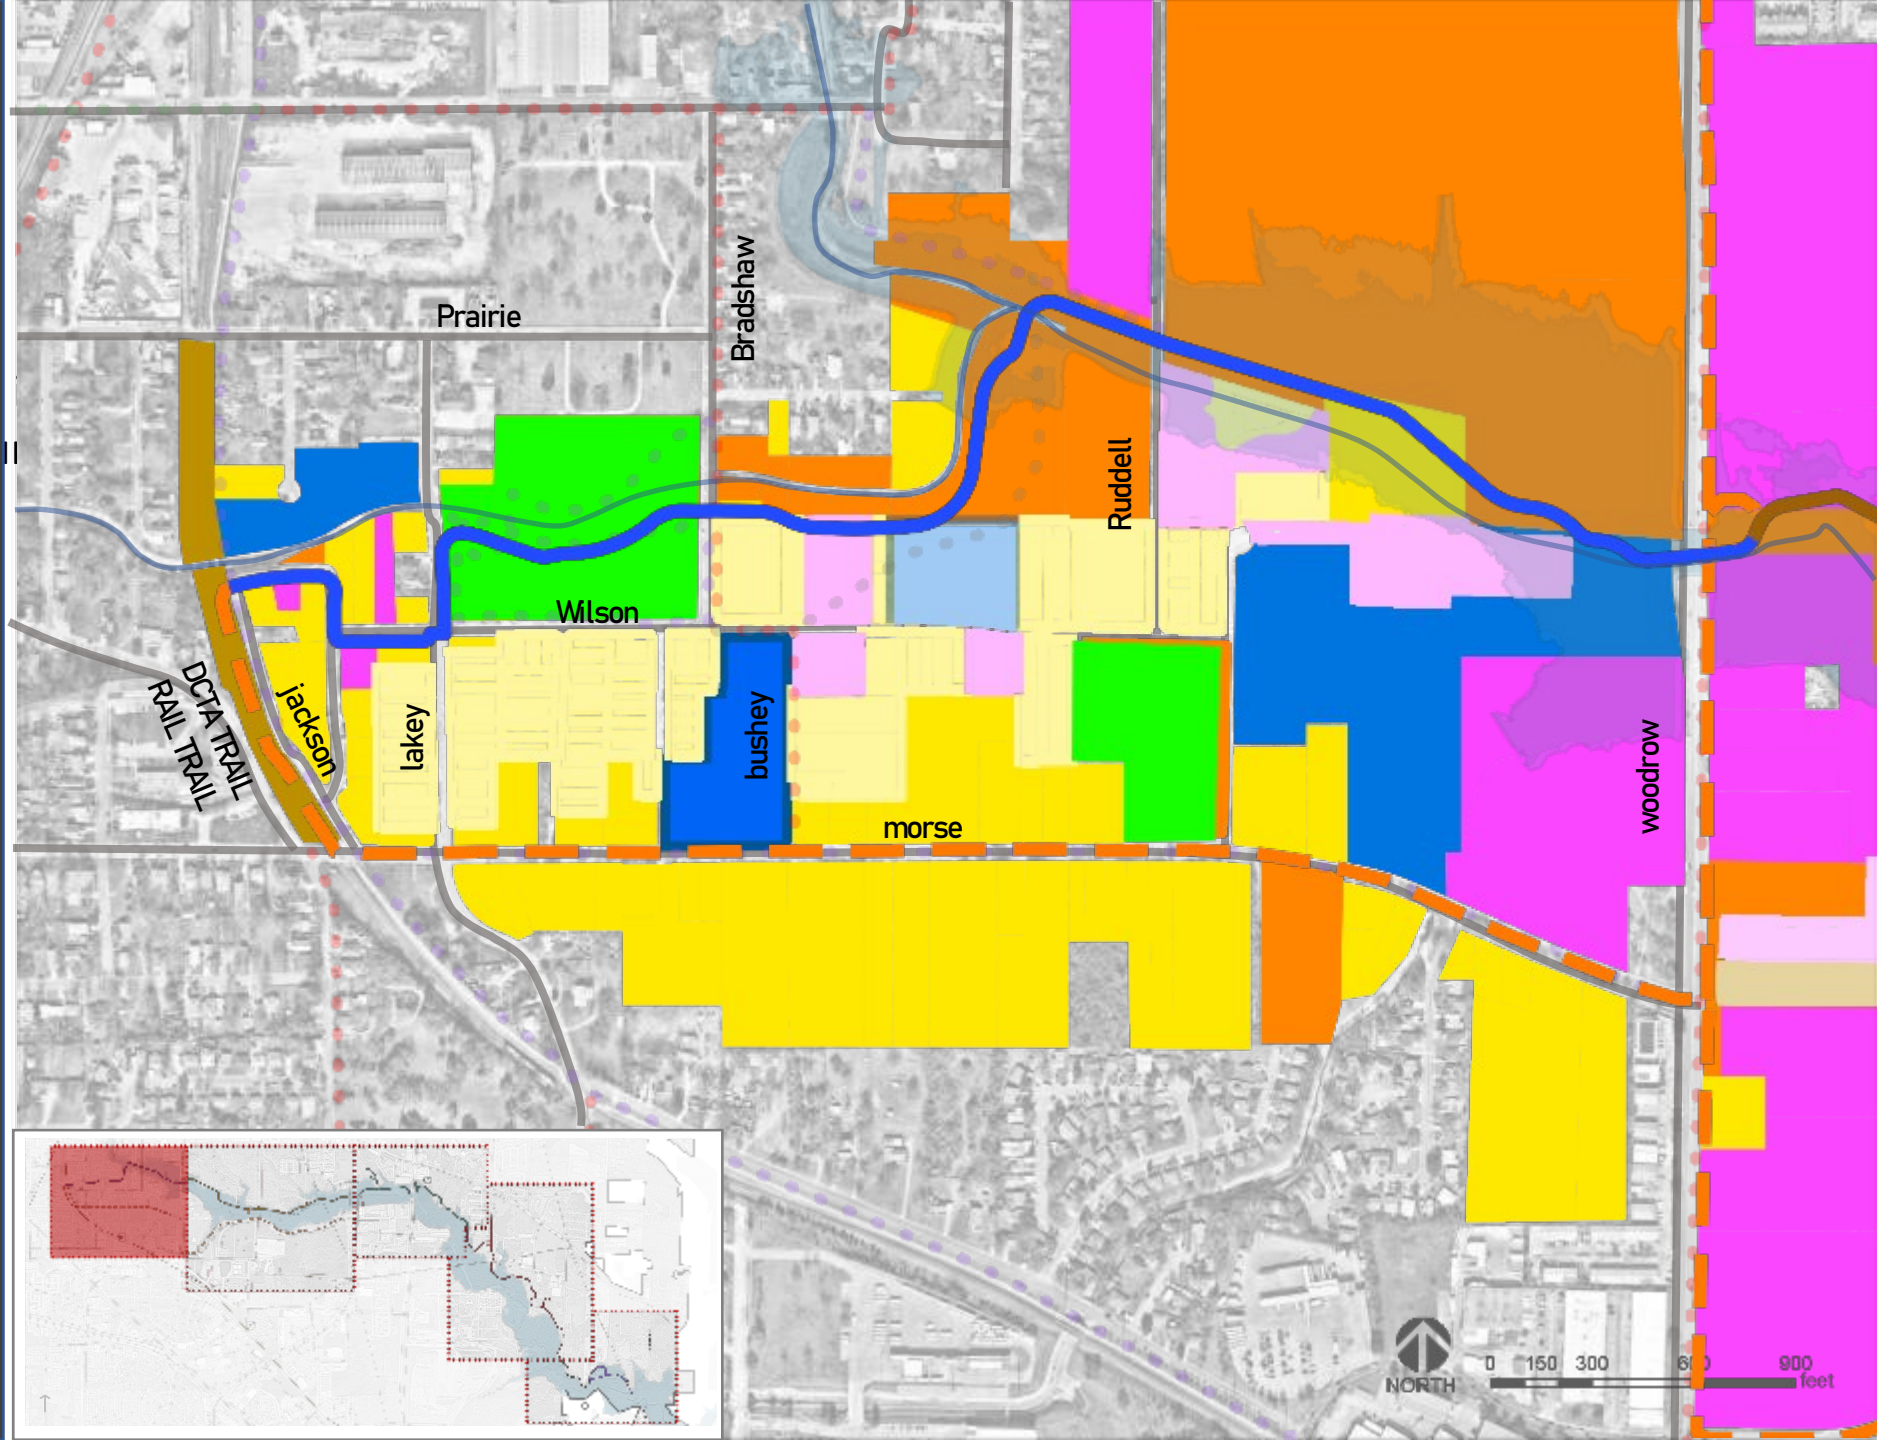 Prairie
Bradshaw
Ruddell
Wilson
DCTA TRAIL
RAIL TRAIL
jackson
lakey
bushey
woodrow
morse
0 150 300 600 900
feet
NORTH